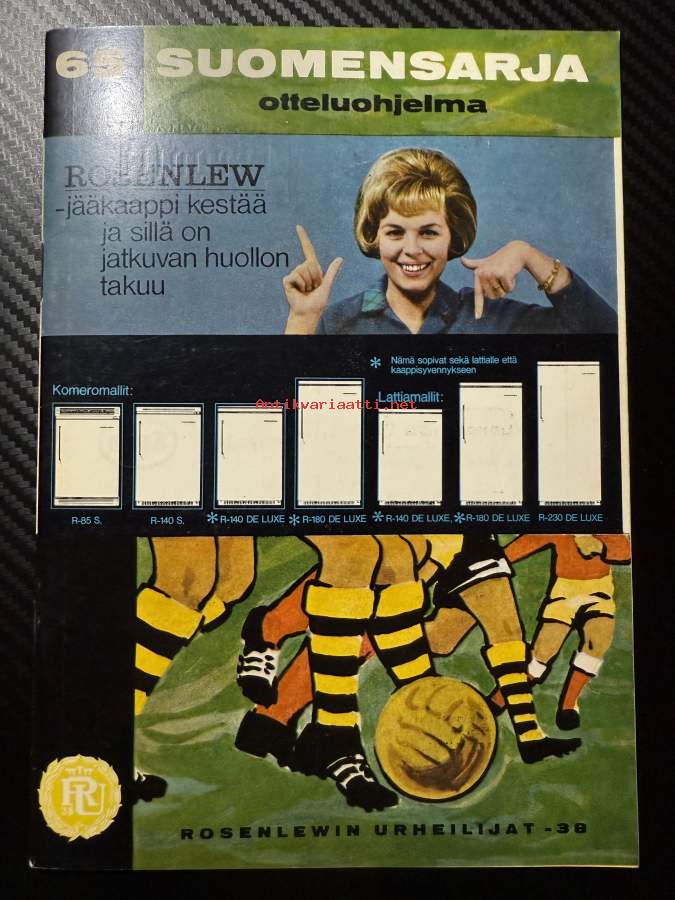 65 SUOMENSARJA
otteluohjelma
ROSENLEW
-jääkaappi kestää
ja sillä on
jatkuvan huollon
takuu
* Nämä sopivat sekä lattialle että
kaappisyvennykseen
Komeromallit:
Lattiamallit:
Antikvariaatti.net
R-85 S.
R-140 S.
* R-140 DE LUXE
* R-180 DE LUXE
* R-140 DE LUXE,
* R-180 DE LUXE
R-230 DE LUXE
RU
38
ROSENLEWIN URHEILIJAT -38